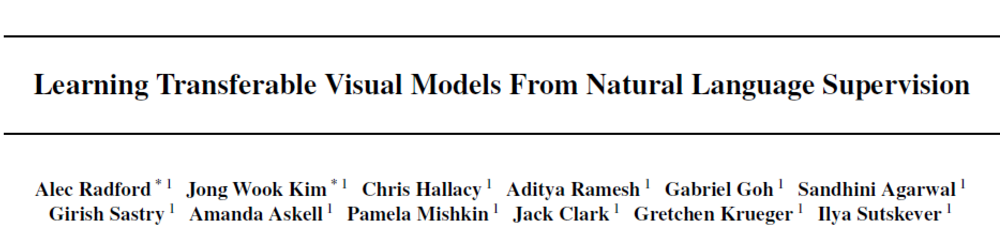 Learning Transferable Visual Models From Natural Language Supervision
Alec Radford * 1 Jong Wook Kim * 1 Chris Hallacy 1 Aditya Ramesh 1 Gabriel Goh 1 Sandhini Agarwal 1
Girish Sastry 1 Amanda Askell 1 Pamela Mishkin 1 Jack Clark 1 Gretchen Krueger 1 Ilya Sutskever 1